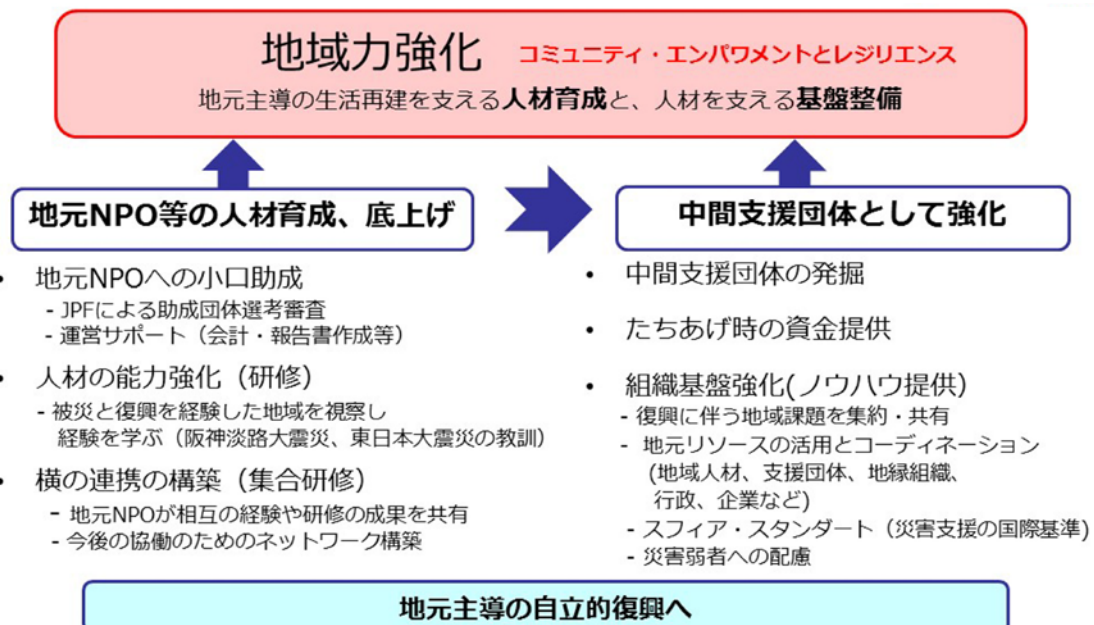 地域力強化 コミュニティ・エンパワメントとレジリエンス
地元主導の生活再建を支える人材育成と、人材を支える基盤整備
地元NPO等の人材育成、底上げ
• 地元NPOへの小口助成
- JPFによる助成団体選考審査
- 運営サポート（会計・報告書作成等）
• 人材の能力強化（研修）
- 被災と復興を経験した地域を視察し
経験を学ぶ（阪神淡路大震災、東日本大震災の教訓）
• 横の連携の構築（集合研修）
- 地元NPOが相互の経験や研修の成果を共有
- 今後の協働のためのネットワーク構築
中間支援団体として強化
• 中間支援団体の発掘
• たちあげ時の資金提供
• 組織基盤強化(ノウハウ提供）
- 復興に伴う地域課題を集約・共有
- 地元リソースの活用とコーディネーション
(地域人材、支援団体、地縁組織、
行政、企業など)
- スフィア・スタンダート（災害支援の国際基準)
- 災害弱者への配慮
地元主導の自立的復興へ